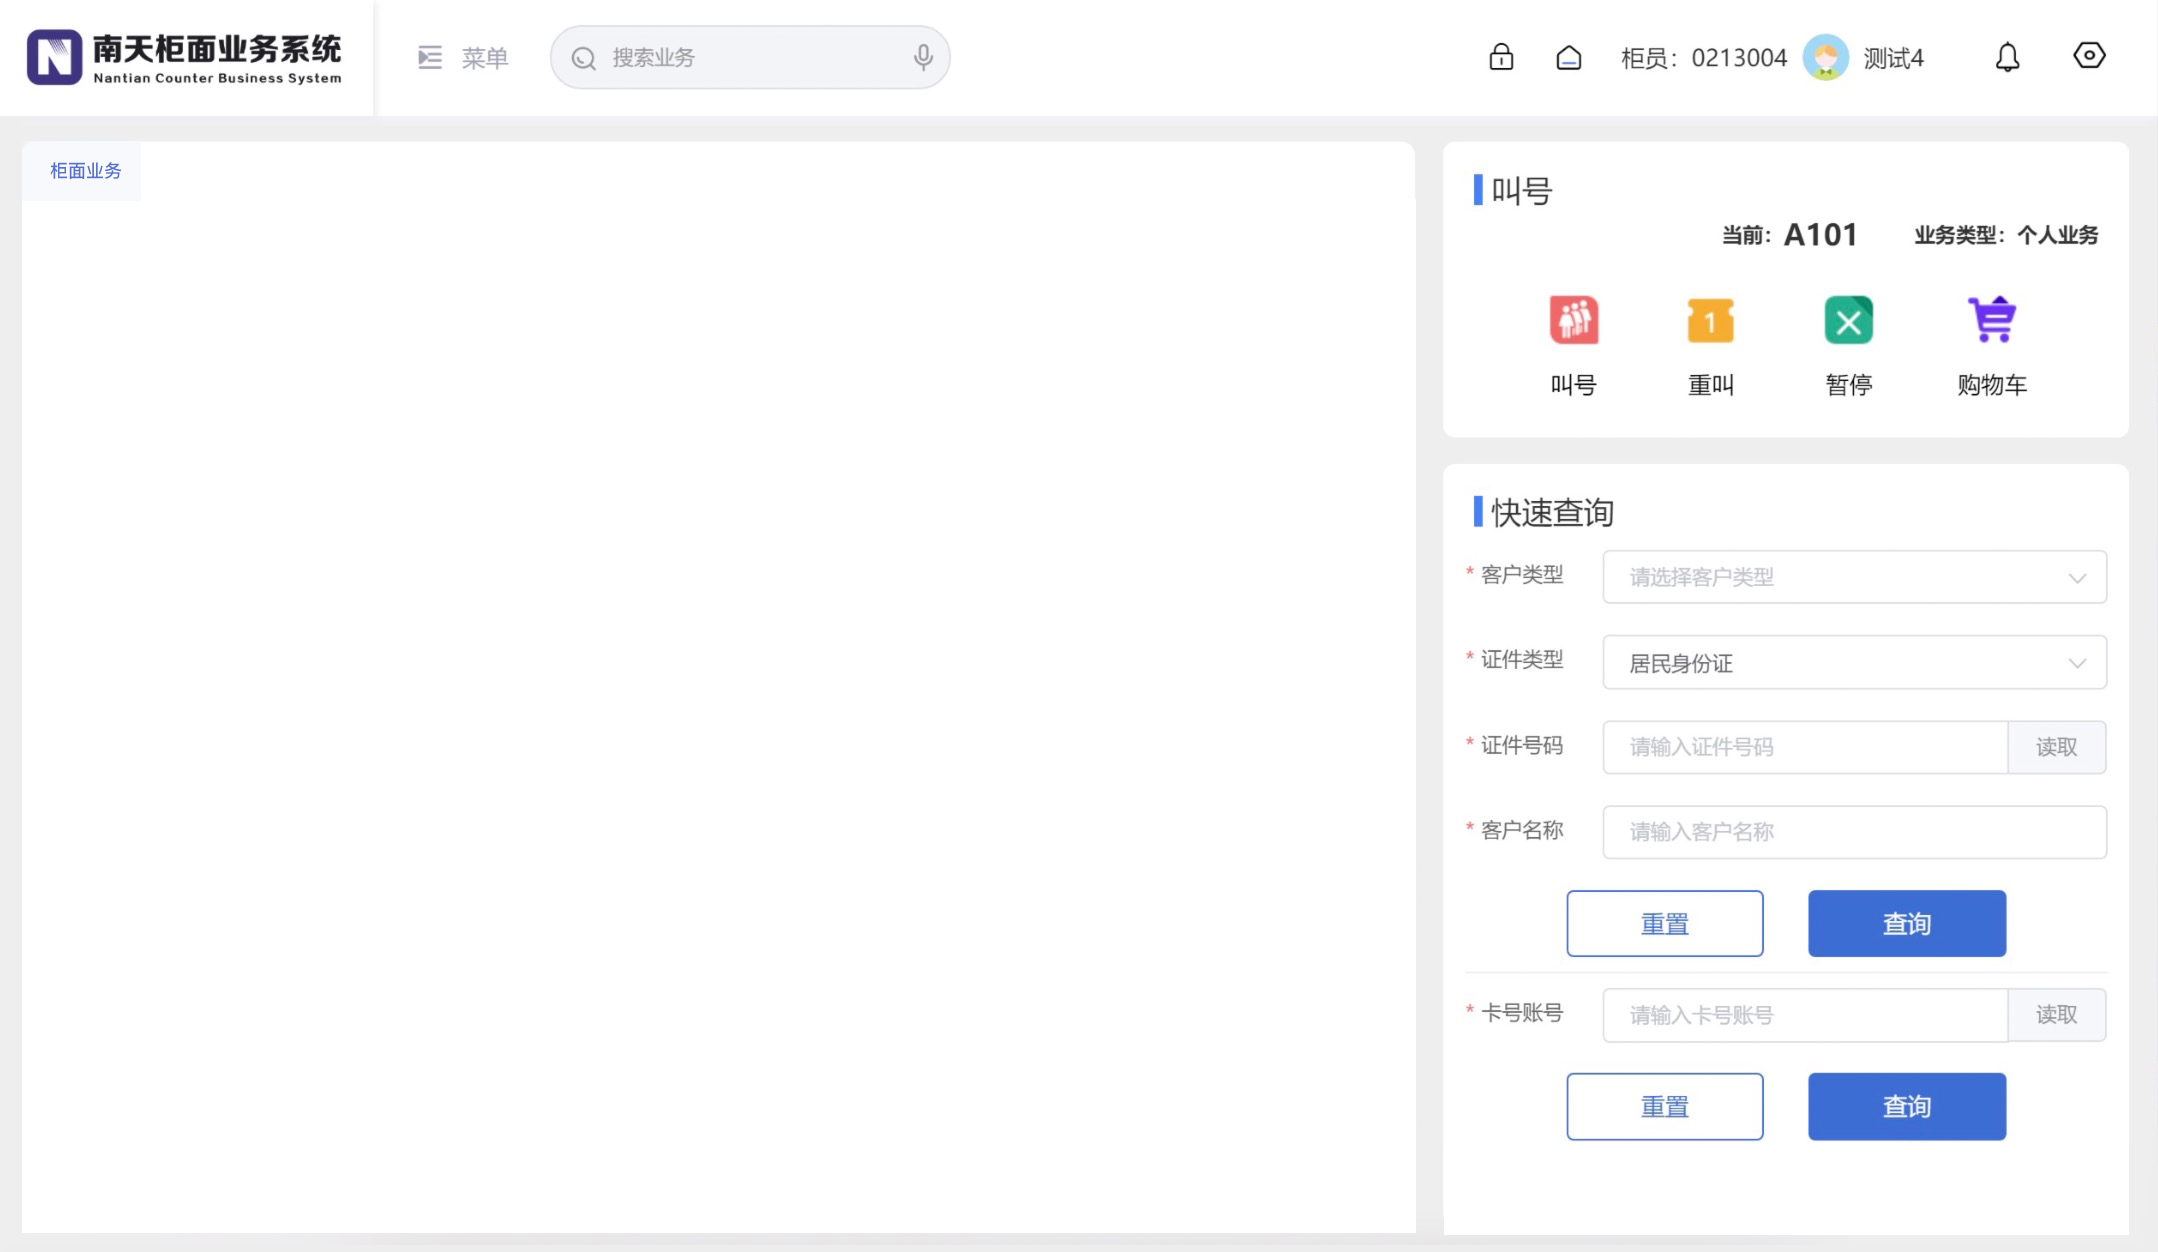 南天柜面业务系统
Nantian Counter Business System
菜单
搜索业务
柜员：0213004
测试4
柜面业务
叫号
当前：A101 业务类型：个人业务
1
叫号 重叫 暂停 购物车
快速查询
* 客户类型 请选择客户类型
* 证件类型 居民身份证
* 证件号码 请输入证件号码 读取
* 客户名称 请输入客户名称
重置 查询
* 卡号账号 请输入卡号账号 读取
重置 查询